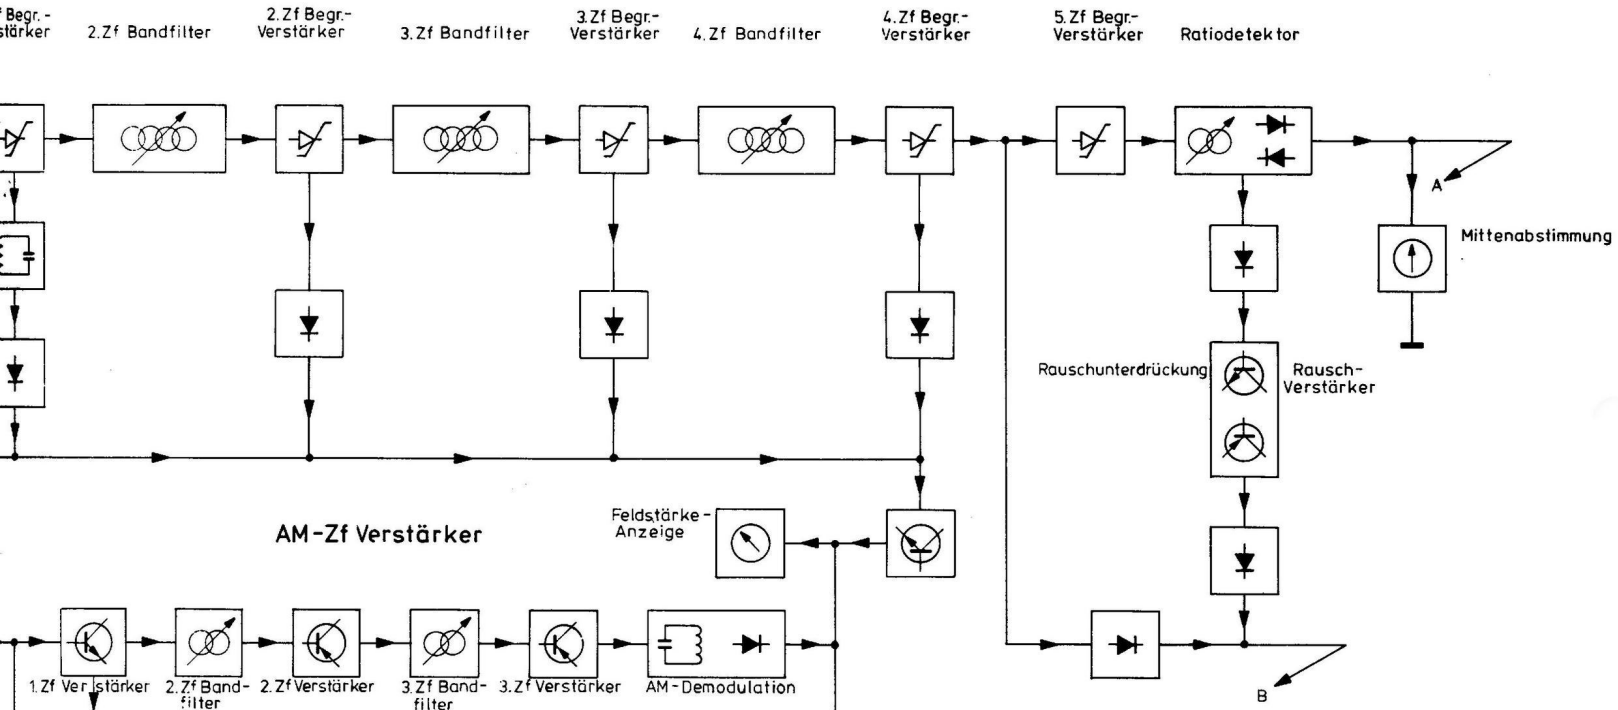 f Begr.-
stärker
2.Zf Bandfilter
2.Zf Begr.-
Verstärker
3.Zf Bandfilter
3.Zf Begr.-
Verstärker
4.Zf Bandfilter
4.Zf Begr.-
Verstärker
5.Zf Begr.-
Verstärker
Ratiodetektor
A
Mittenabstimmung
Rauschunterdrückung
Rausch-
Verstärker
AM-Zf Verstärker
Feldstärke-
Anzeige
1.Zf Verstärker
2.Zf Band-
filter
2.Zf Verstärker
3.Zf Band-
filter
3.Zf Verstärker
AM-Demodulation
B